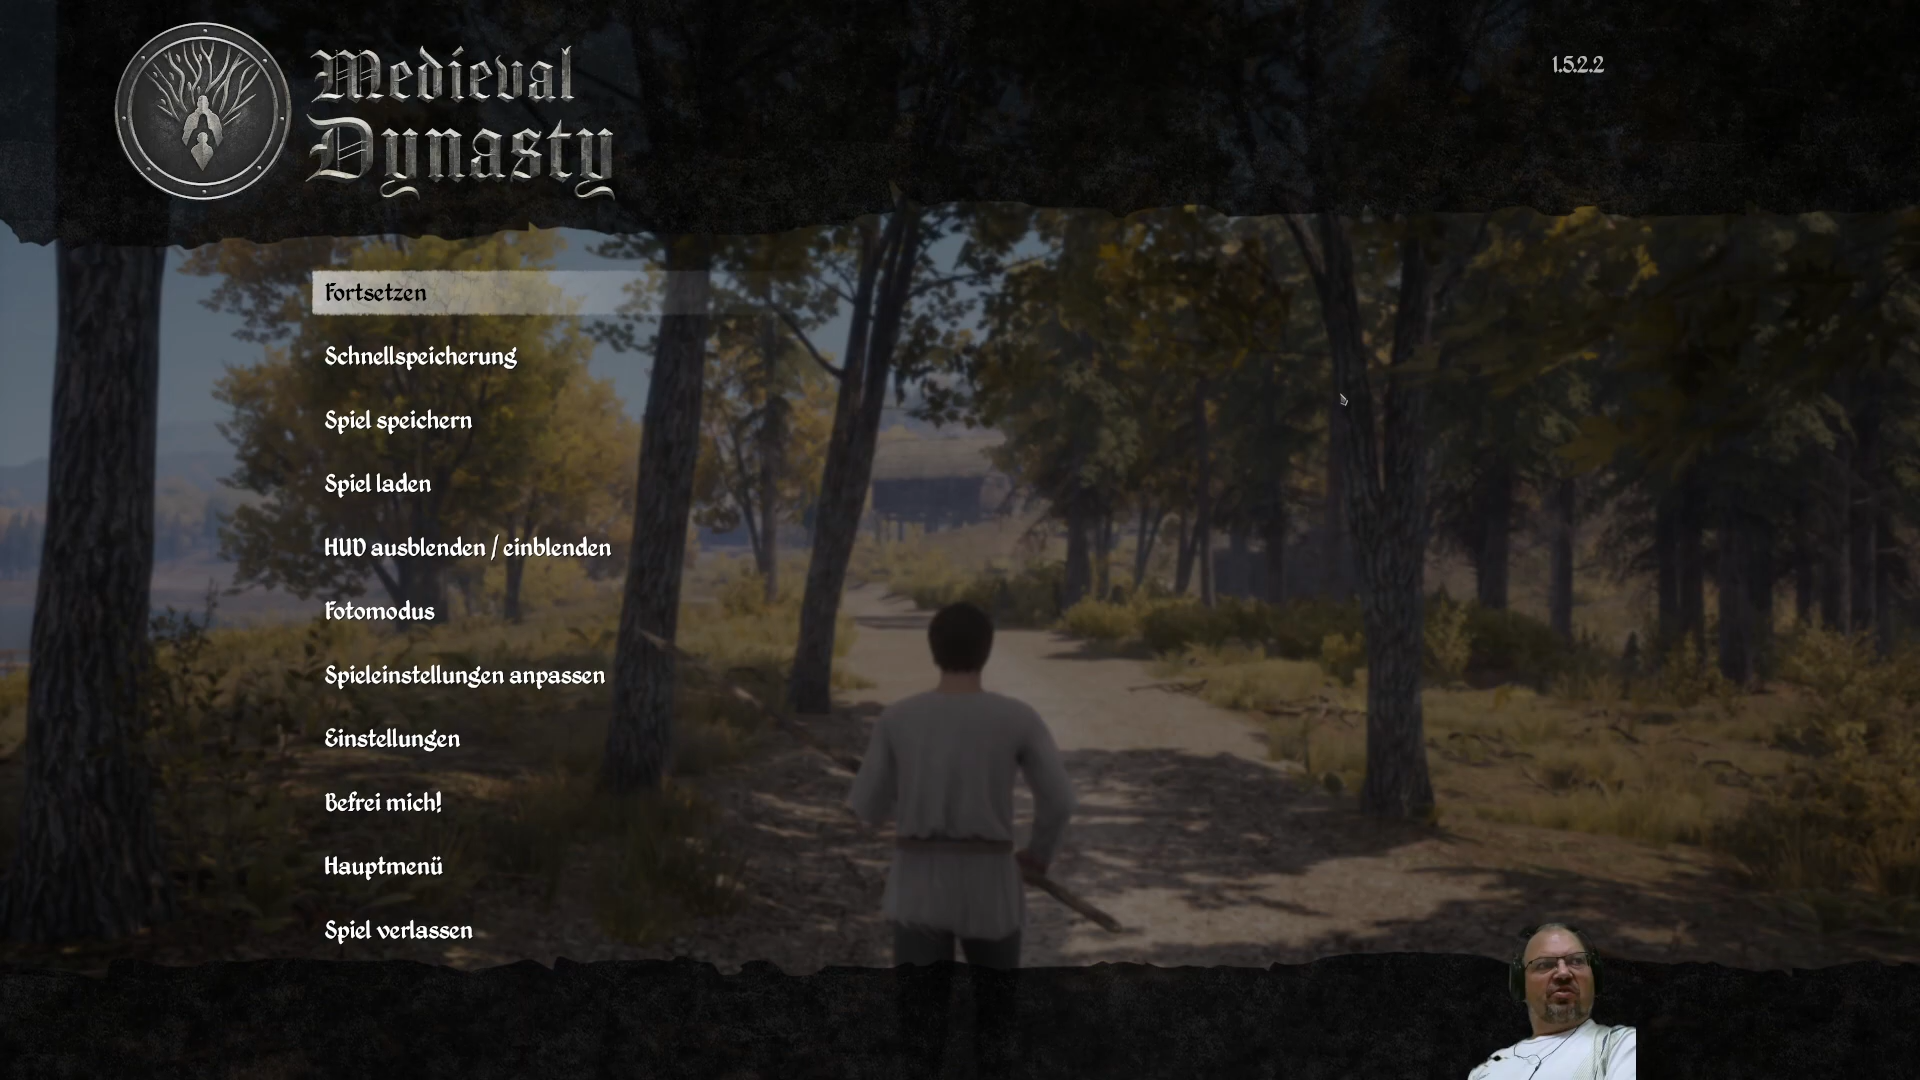 Medieval
Dynasty
1.5.2.2
Fortsetzen
Schnellspeicherung
Spiel speichern
Spiel laden
HUD ausblenden / einblenden
Fotomodus
Spieleinstellungen anpassen
Einstellungen
Befrei mich!
Hauptmenü
Spiel verlassen